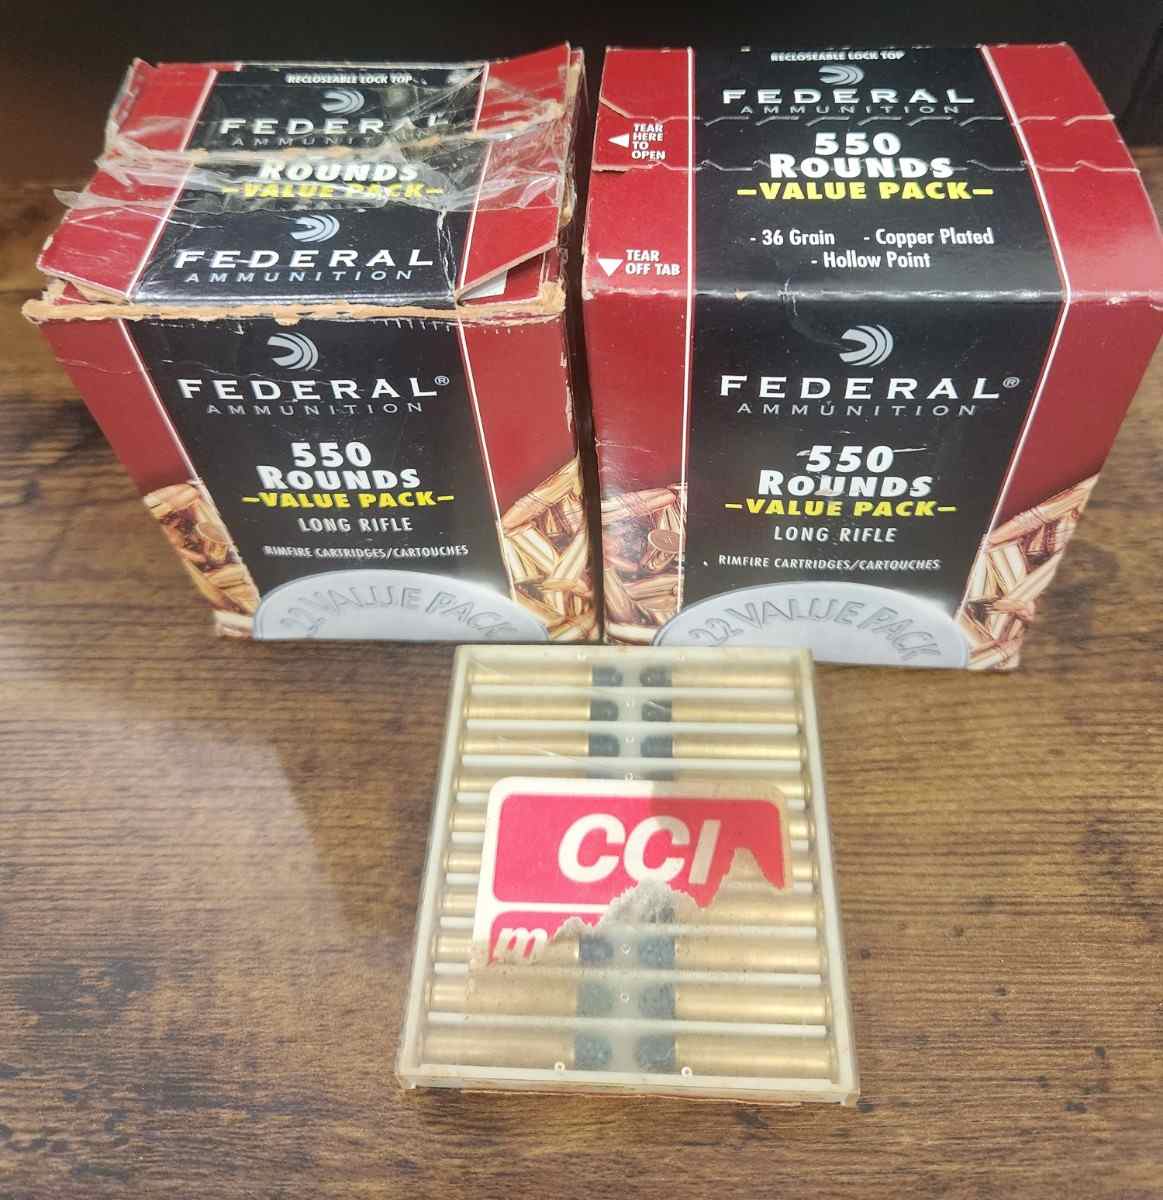 RECLOSEABLE LOCK TOP
FEDERAL
AMMUNITION
ROUNDS
–VALUE PACK–
FEDERAL
AMMUNITION
FEDERAL®
AMMUNITION
550
ROUNDS
–VALUE PACK–
LONG RIFLE
RIMFIRE CARTRIDGES/CARTOUCHES
22 VALUE PACK
RECLOSEABLE LOCK TOP
FEDERAL
AMMUNITION
TEAR
HERE
TO
OPEN
550
ROUNDS
–VALUE PACK–
- 36 Grain - Copper Plated
- Hollow Point
TEAR
OFF TAB
FEDERAL®
AMMUNITION
550
ROUNDS
–VALUE PACK–
LONG RIFLE
RIMFIRE CARTRIDGES/CARTOUCHES
22 VALUE PACK
CCI